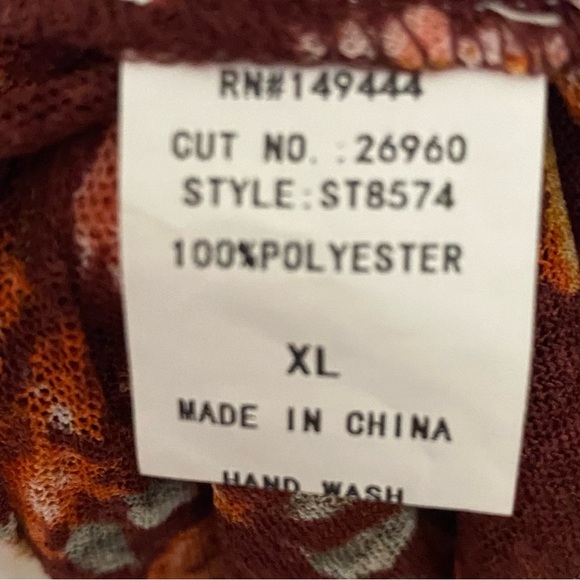 RN#149444
CUT NO. :26960
STYLE:ST8574
100%POLYESTER
XL
MADE IN CHINA
HAND WASH